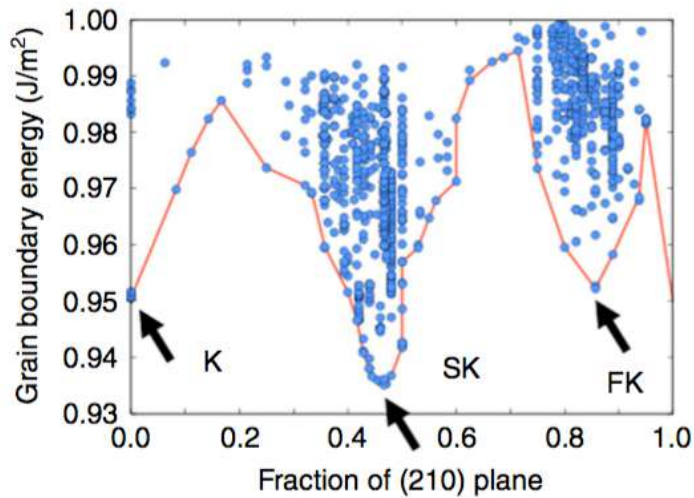 Grain boundary energy (J/m²)
1.00
0.99
0.98
0.97
0.96
0.95
0.94
0.93
K
SK
FK
0.0 0.2 0.4 0.6 0.8 1.0
Fraction of (210) plane